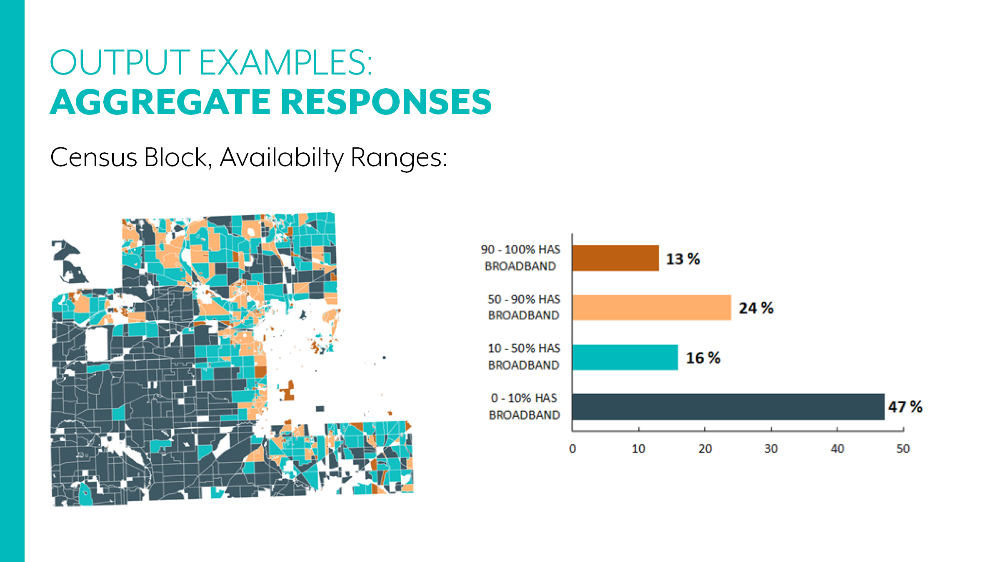 OUTPUT EXAMPLES:
AGGREGATE RESPONSES
Census Block, Availabilty Ranges:
90 - 100% HAS
BROADBAND
13 %
50 - 90% HAS
BROADBAND
24 %
10 - 50% HAS
BROADBAND
16 %
0 - 10% HAS
BROADBAND
47 %
0 10 20 30 40 50